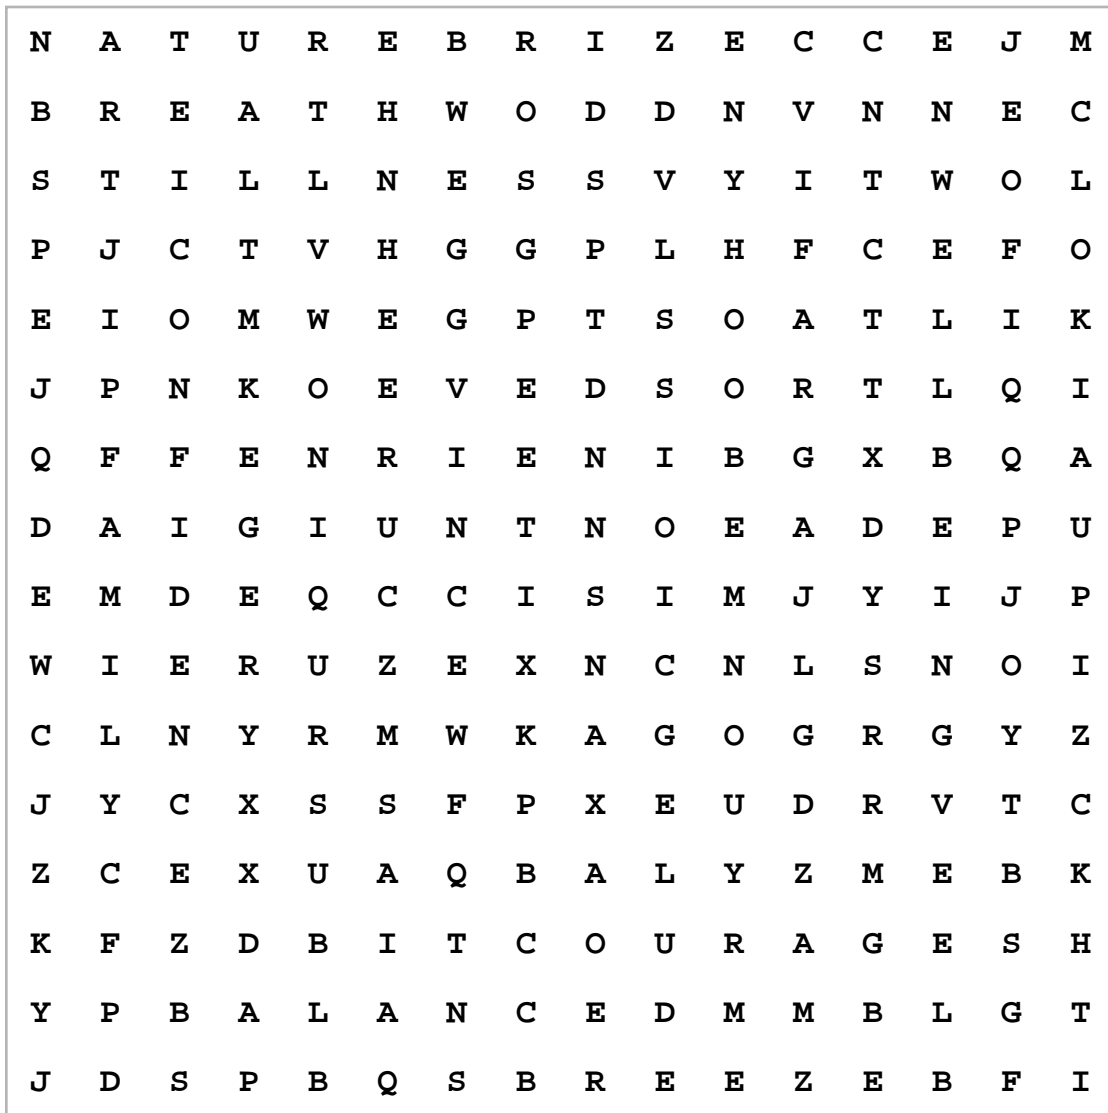 N A T U R E B R I Z E C C E J M
B R E A T H W O D D N V N N E C
S T I L L N E S S V Y I T W O L
P J C T V H G G P L H F C E F O
E I O M W E G P T S O A T L I K
J P N K O E V E D S O R T L Q I
Q F F E N R I E N I B G X B Q A
D A I G I U N T N O E A D E P U
E M D E Q C C I S I M J Y I J P
W I E R U Z E X N C N L S N O I
C L N Y R M W K A G O G R G Y Z
J Y C X S S F P X E U D R V T C
Z C E X U A Q B A L Y Z M E B K
K F Z D B I T C O U R A G E S H
Y P B A L A N C E D M M B L G T
J D S P B Q S B R E E Z E B F I